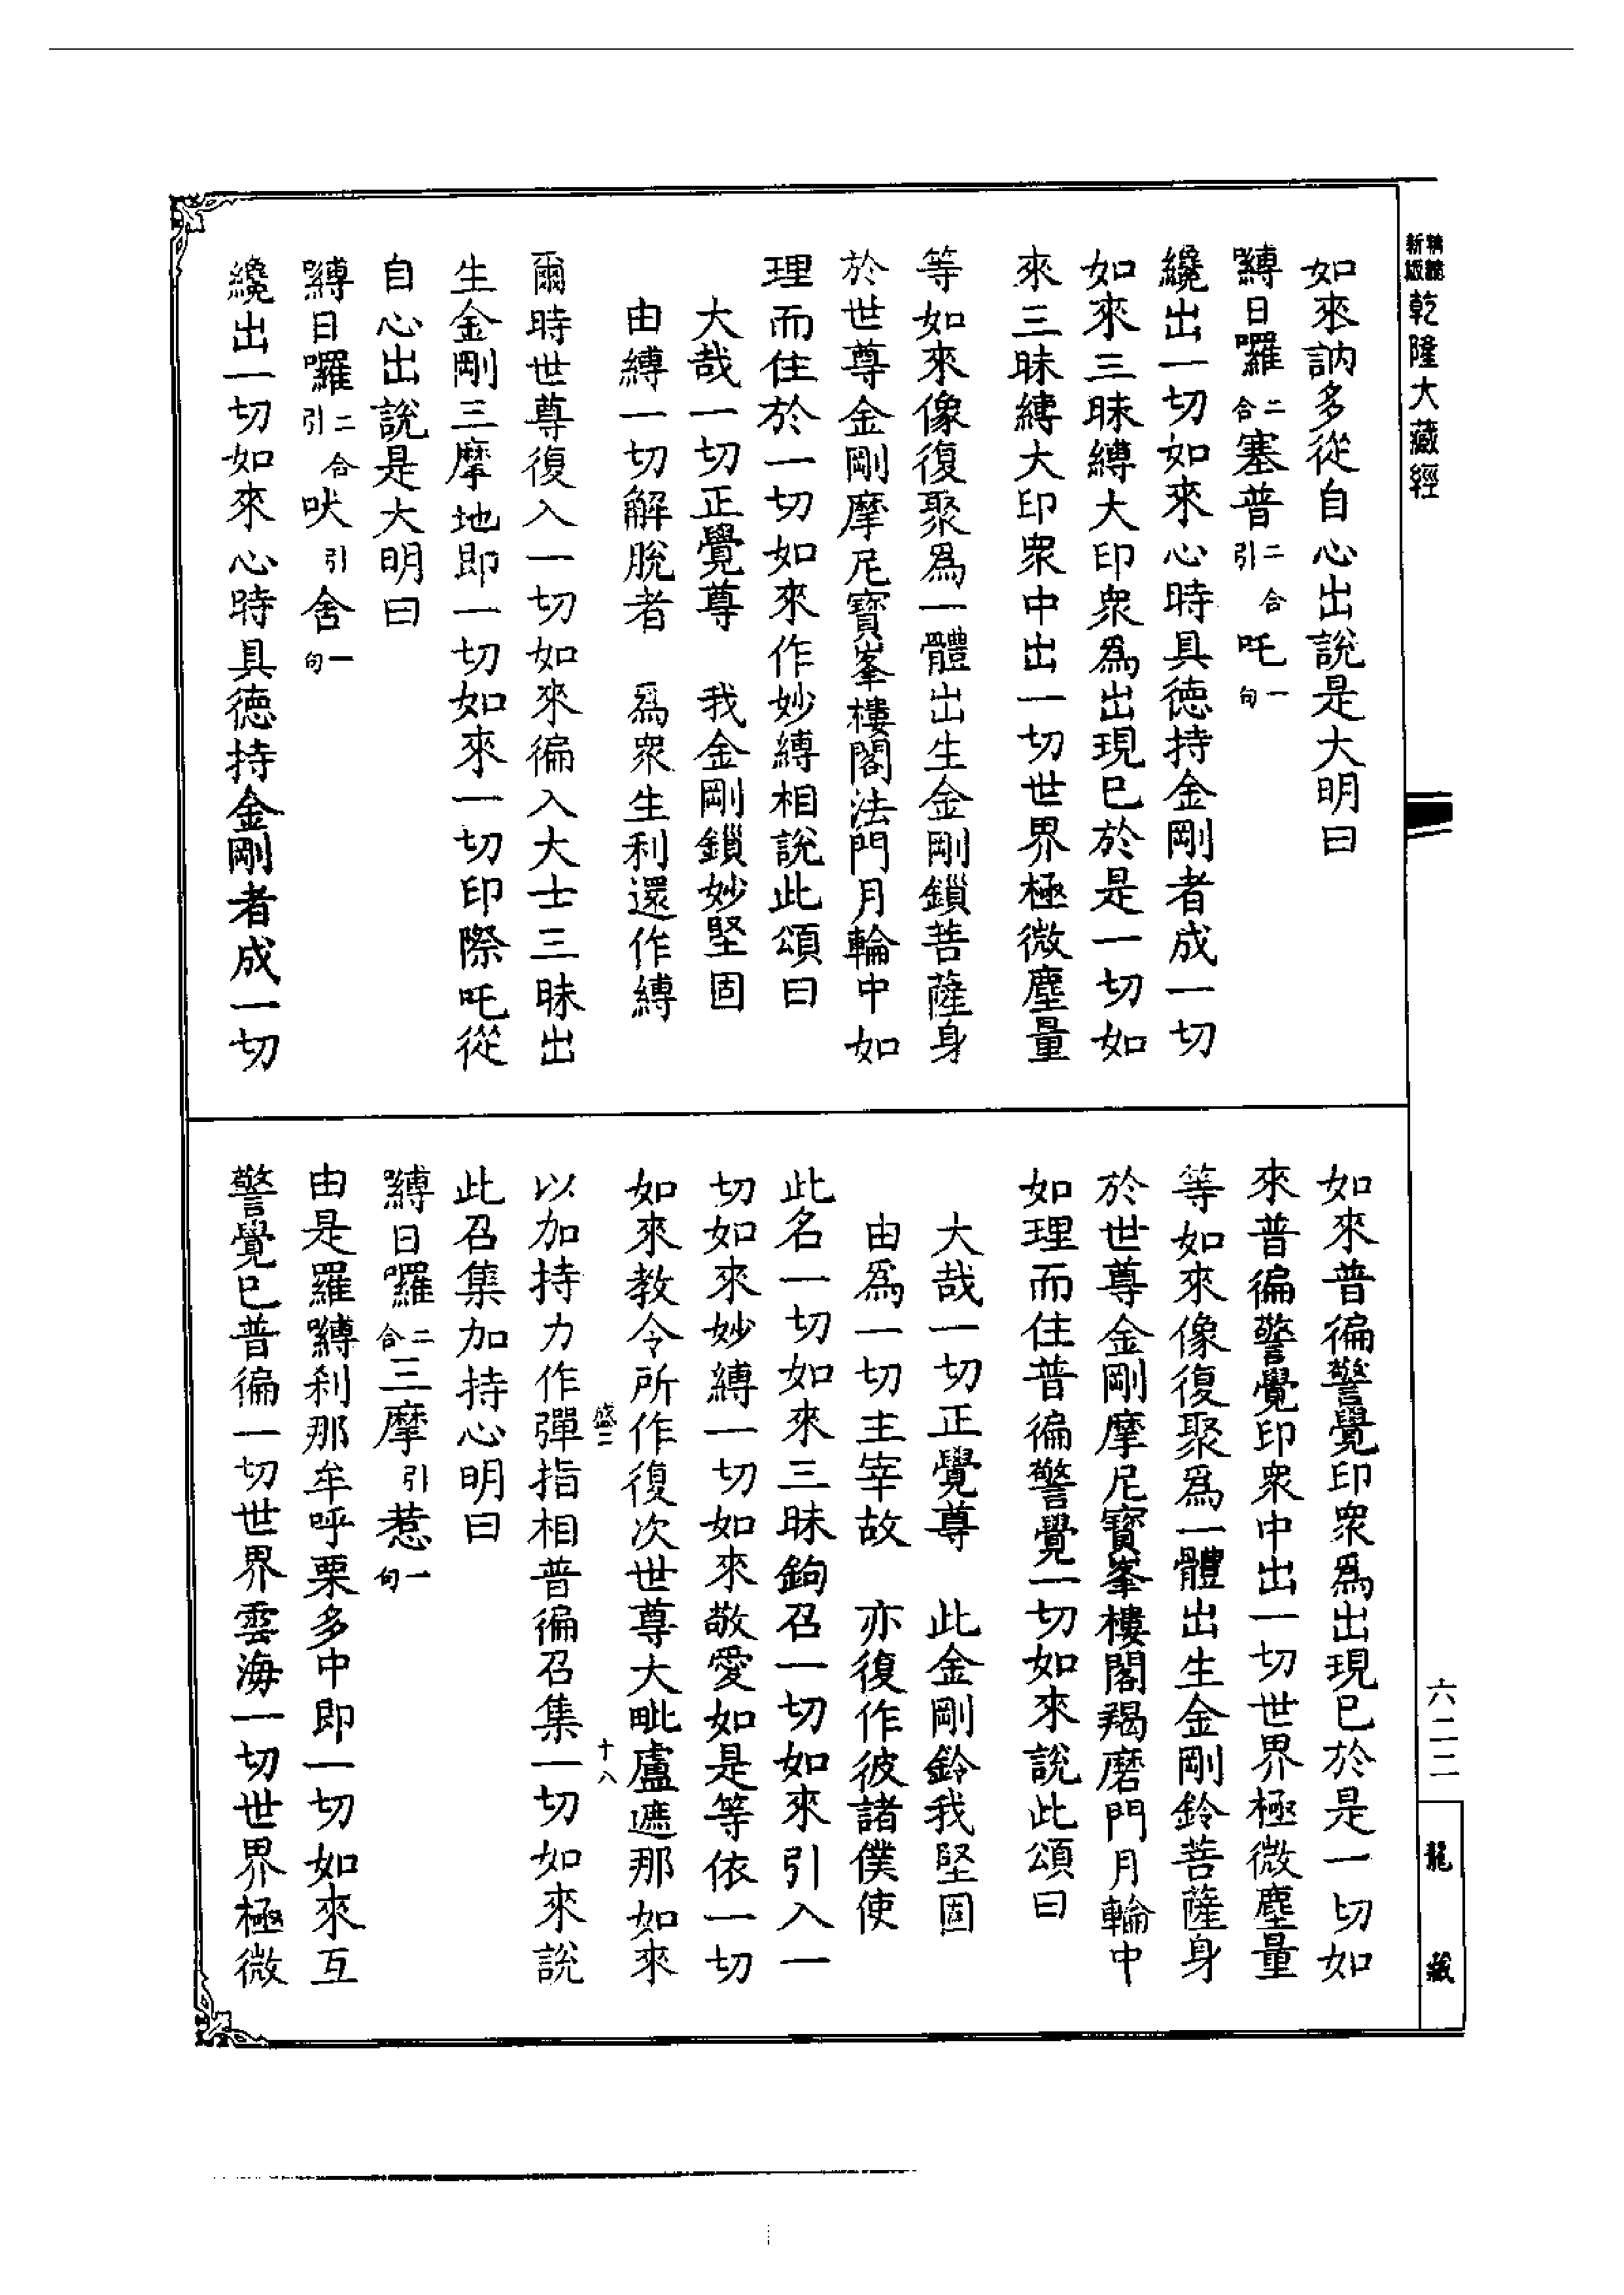 新版精縮乾隆大藏經
如來訥多從自心出說是大明曰
嚩日囉二合塞普二合引吒一句
纔出一切如來心時具德持金剛者成一切
如來三昧縛大印衆爲出現已於是一切如
來三昧縛大印衆中出一切世界極微塵量
等如來像復聚爲一體出生金剛鎖菩薩身
於世尊金剛摩尼寶峯樓閣法門月輪中如
理而住於一切如來作妙縛相說此頌曰
大哉一切正覺尊　我金剛鎖妙堅固
由縛一切解脫者　爲衆生利還作縛
爾時世尊復入一切如來徧入大士三昧出
生金剛三摩地即一切如來一切印際吒從
自心出說是大明曰
嚩日囉二合引吠引舍一句
纔出一切如來心時具德持金剛者成一切
如來普徧警覺印衆爲出現已於是一切如
來普徧警覺印衆中出一切世界極微塵量
等如來像復聚爲一體出生金剛鈴菩薩身
於世尊金剛摩尼寶峯樓閣羯磨門月輪中
如理而住普徧警覺一切如來說此頌曰
大哉一切正覺尊　此金剛鈴我堅固
由爲一切主宰故　亦復作彼諸僕使
此名一切如來三昧鉤召一切如來引入一
切如來妙縛一切如來敬愛如是等依一切
如來教令所作復次世尊大毗盧遮那如來
盛二　十八
以加持力作彈指相普徧召集一切如來說
此召集加持心明曰
嚩日囉二合三摩引惹一句
由是羅嚩刹那牟呼栗多中即一切如來互
警覺已普徧一切世界雲海一切世界極微
六二二
龍藏